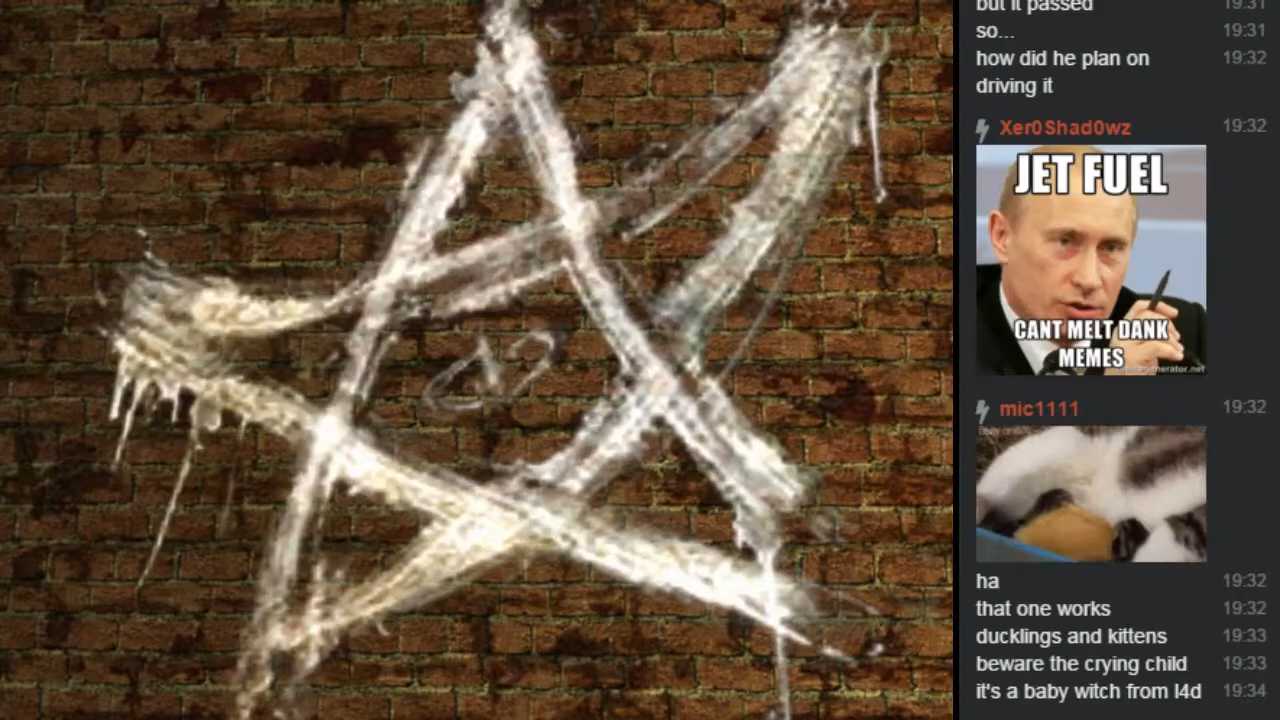 but it passed 19:31
so... 19:31
how did he plan on 19:32
driving it
Xer0Shad0wz 19:32
JET FUEL
CANT MELT DANK
MEMES
mic1111 19:32
ha 19:32
that one works 19:32
ducklings and kittens 19:33
beware the crying child 19:33
it's a baby witch from l4d 19:34